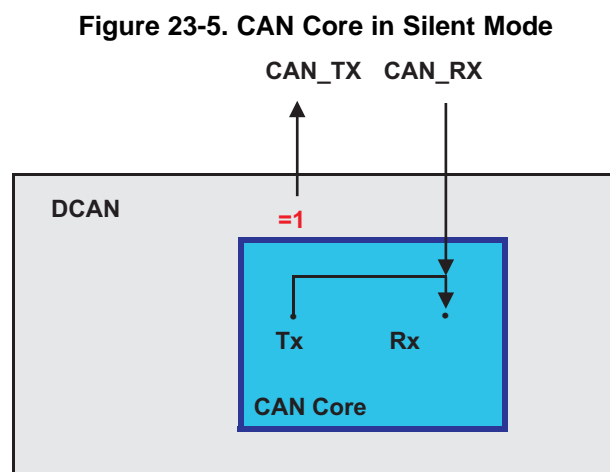 Figure 23-5. CAN Core in Silent Mode
CAN_TX CAN_RX
DCAN
=1
Tx Rx
CAN Core